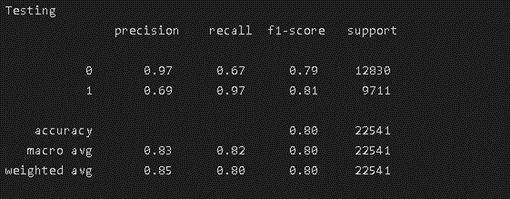 Testing
precision recall f1-score support
0 0.97 0.67 0.79 12830
1 0.69 0.97 0.81 9711
accuracy 0.80 22541
macro avg 0.83 0.82 0.80 22541
weighted avg 0.85 0.80 0.80 22541